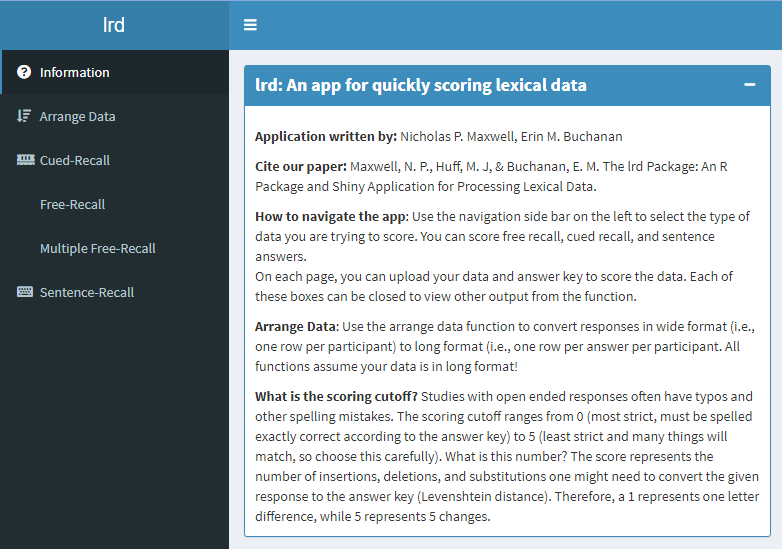 lrd
Information
Arrange Data
Cued-Recall
Free-Recall
Multiple Free-Recall
Sentence-Recall
lrd: An app for quickly scoring lexical data
Application written by: Nicholas P. Maxwell, Erin M. Buchanan
Cite our paper: Maxwell, N. P., Huff, M. J, & Buchanan, E. M. The lrd Package: An R
Package and Shiny Application for Processing Lexical Data.
How to navigate the app: Use the navigation side bar on the left to select the type of
data you are trying to score. You can score free recall, cued recall, and sentence
answers.
On each page, you can upload your data and answer key to score the data. Each of
these boxes can be closed to view other output from the function.
Arrange Data: Use the arrange data function to convert responses in wide format (i.e.,
one row per participant) to long format (i.e., one row per answer per participant. All
functions assume your data is in long format!
What is the scoring cutoff? Studies with open ended responses often have typos and
other spelling mistakes. The scoring cutoff ranges from 0 (most strict, must be spelled
exactly correct according to the answer key) to 5 (least strict and many things will
match, so choose this carefully). What is this number? The score represents the
number of insertions, deletions, and substitutions one might need to convert the given
response to the answer key (Levenshtein distance). Therefore, a 1 represents one letter
difference, while 5 represents 5 changes.